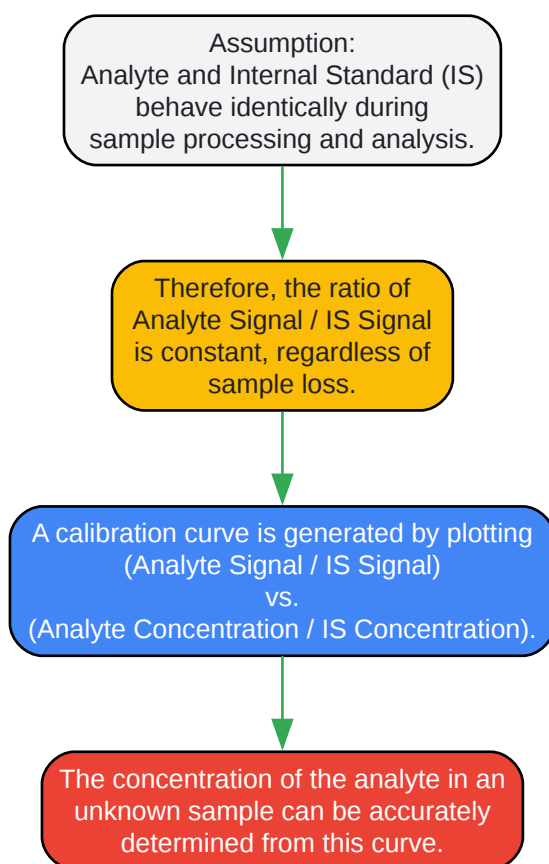 Assumption:
Analyte and Internal Standard (IS)
behave identically during
sample processing and analysis.
Therefore, the ratio of
Analyte Signal / IS Signal
is constant, regardless of
sample loss.
A calibration curve is generated by plotting
(Analyte Signal / IS Signal)
vs.
(Analyte Concentration / IS Concentration).
The concentration of the analyte in an
unknown sample can be accurately
determined from this curve.